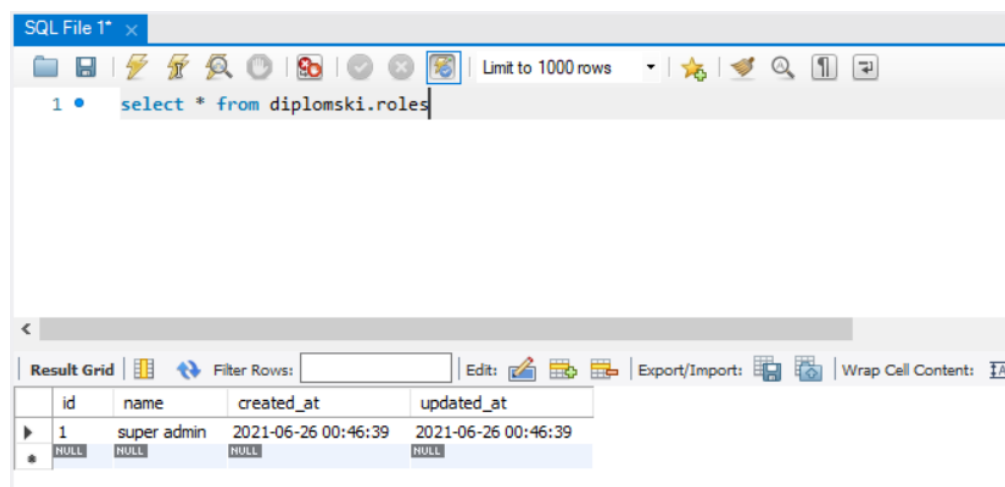 SQL File 1*
Limit to 1000 rows
1 select * from diplomski.roles
Result Grid Filter Rows: Edit: Export/Import: Wrap Cell Content:
id name created_at updated_at
1 super admin 2021-06-26 00:46:39 2021-06-26 00:46:39
NULL NULL NULL NULL